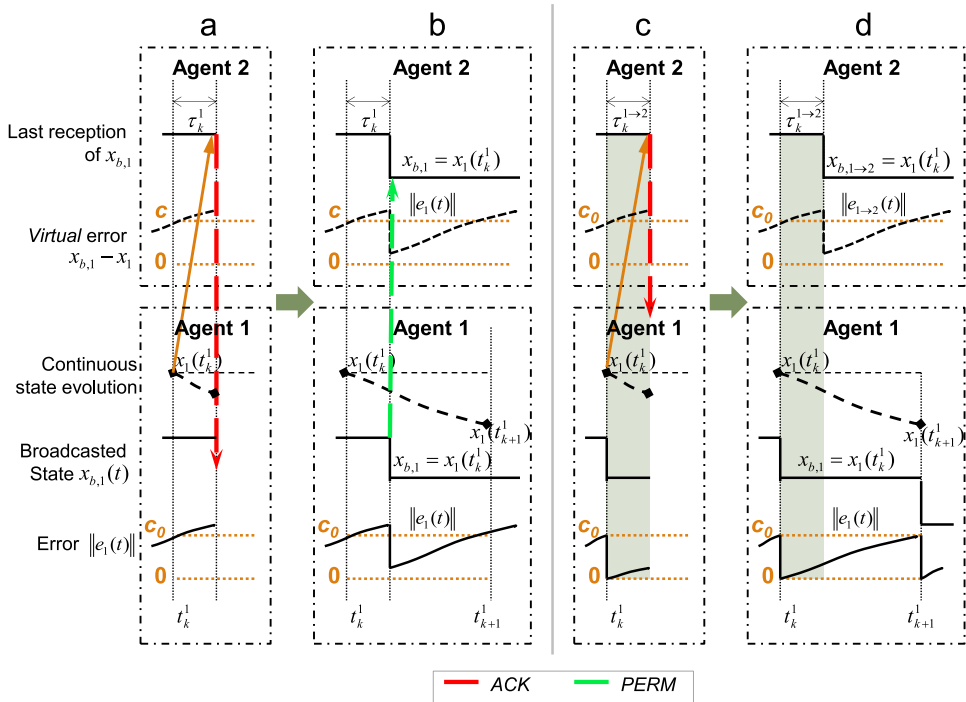 a
b
c
d
Agent 2
Agent 2
Agent 2
Agent 2
τ_k^1
τ_k^1
τ_k^{1→2}
τ_k^{1→2}
Last reception
of x_{b,1}
x_{b,1} = x_1(t_k^1)
x_{b,1→2} = x_1(t_k^1)
c
c
c_0
c_0
‖e_1(t)‖
‖e_{1→2}(t)‖
Virtual error
x_{b,1} − x_1
0
0
0
0
Agent 1
Agent 1
Agent 1
Agent 1
Continuous
state evolution
x_1(t_k^1)
x_1(t_k^1)
x_1(t_k^1)
x_1(t_k^1)
x_1(t_{k+1}^1)
x_1(t_{k+1}^1)
Broadcasted
State x_{b,1}(t)
x_{b,1} = x_1(t_k^1)
x_{b,1} = x_1(t_k^1)
Error ‖e_1(t)‖
c_0
c_0
c_0
c_0
‖e_1(t)‖
‖e_1(t)‖
0
0
0
0
t_k^1
t_k^1
t_{k+1}^1
t_k^1
t_k^1
t_{k+1}^1
ACK
PERM